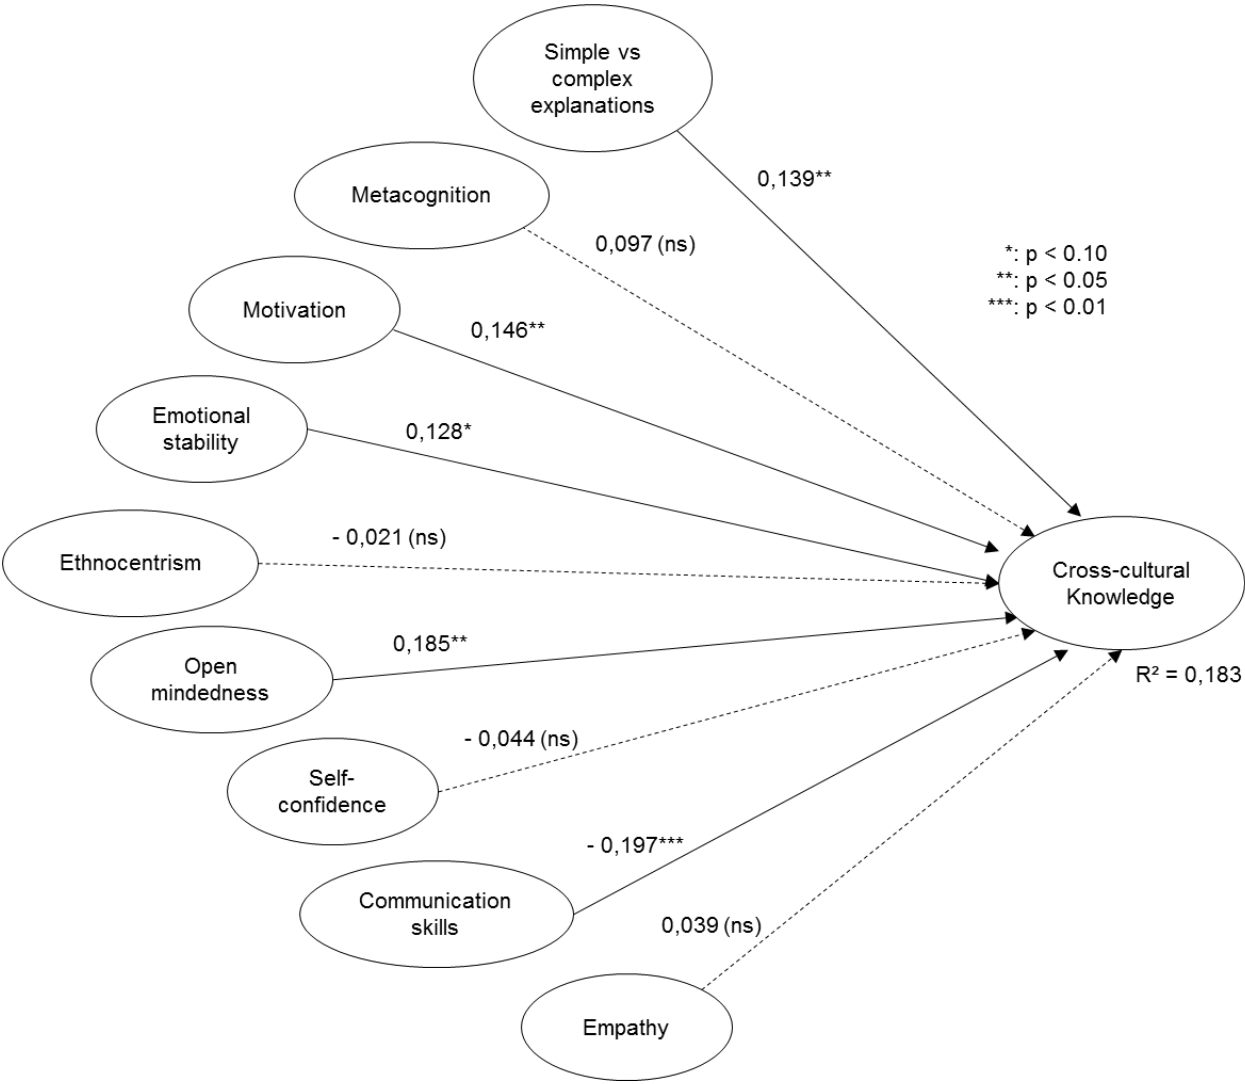 Simple vs
complex
explanations
0,139**
Metacognition
0,097 (ns)
*: p < 0.10
**: p < 0.05
***: p < 0.01
Motivation
0,146**
Emotional
stability
0,128*
Ethnocentrism
- 0,021 (ns)
Cross-cultural
Knowledge
R² = 0,183
Open
mindedness
0,185**
Self-
confidence
- 0,044 (ns)
Communication
skills
- 0,197***
Empathy
0,039 (ns)